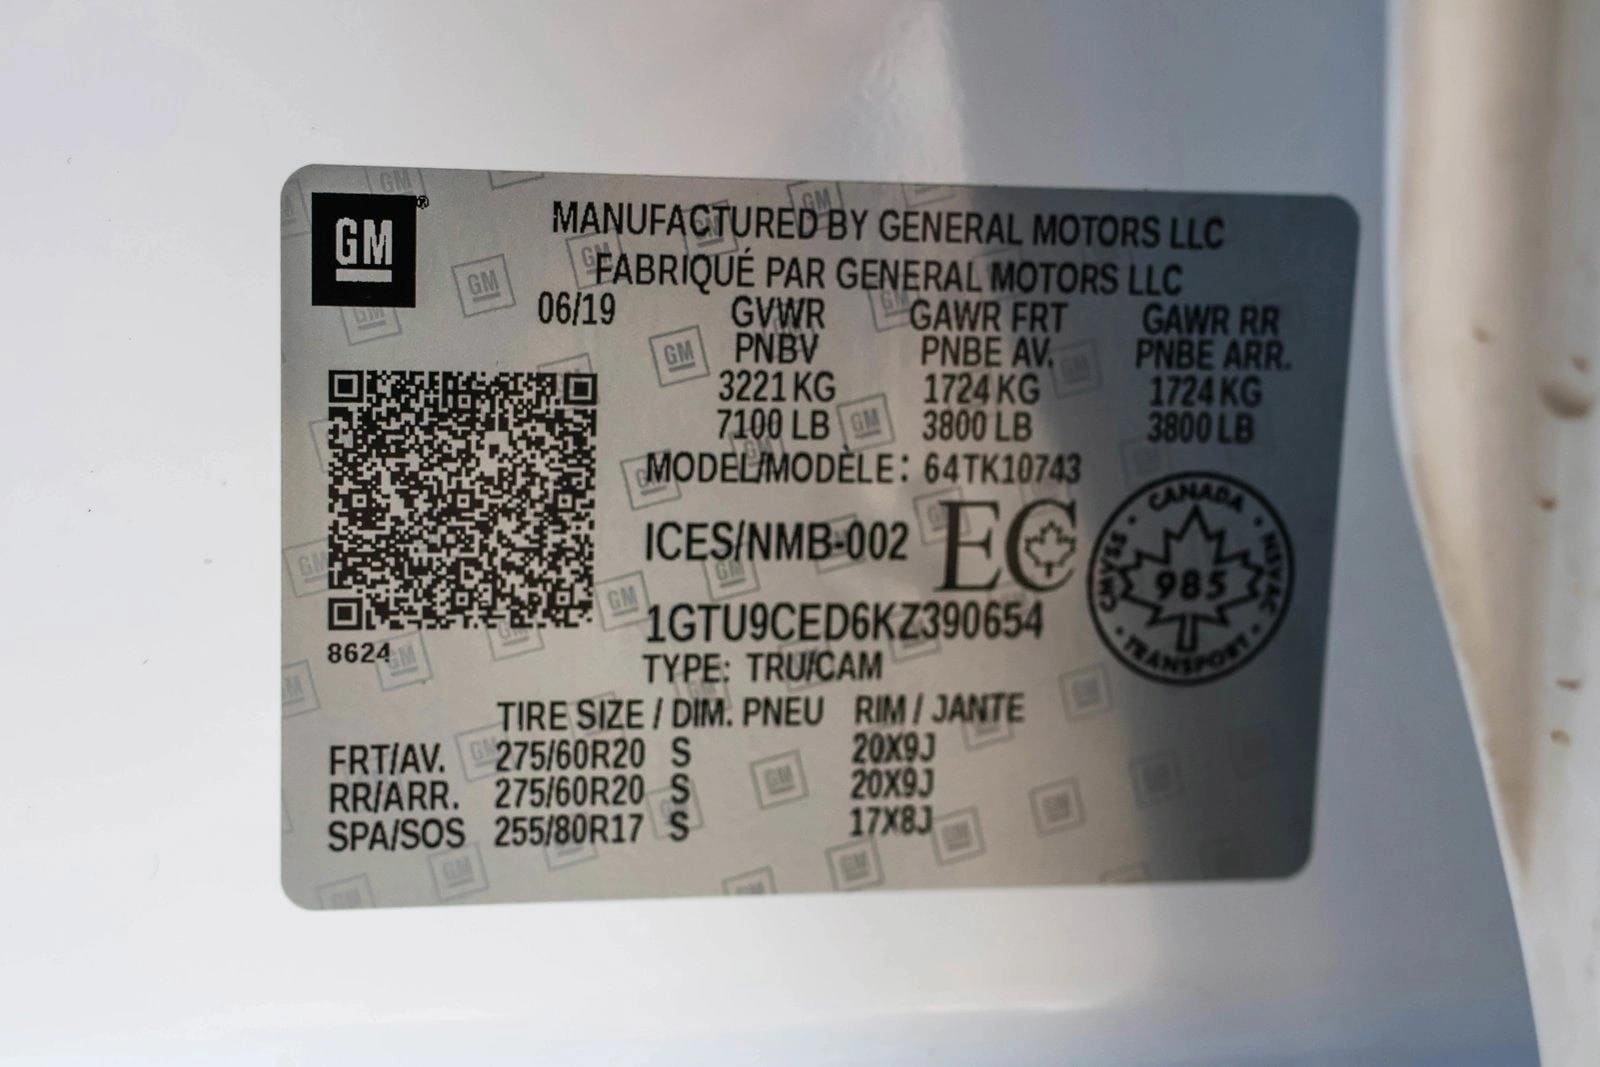 GM
MANUFACTURED BY GENERAL MOTORS LLC
FABRIQUÉ PAR GENERAL MOTORS LLC
06/19 GVWR GAWR FRT GAWR RR
PNBV PNBE AV. PNBE ARR.
3221 KG 1724 KG 1724 KG
7100 LB 3800 LB 3800 LB
MODEL/MODÈLE: 64TK10743
ICES/NMB-002 EC
CANADA
CMVSS 985 NSVAC
TRANSPORT
1GTU9CED6KZ390654
8624
TYPE: TRU/CAM
TIRE SIZE / DIM. PNEU RIM / JANTE
FRT/AV. 275/60R20 S 20X9J
RR/ARR. 275/60R20 S 20X9J
SPA/SOS 255/80R17 S 17X8J